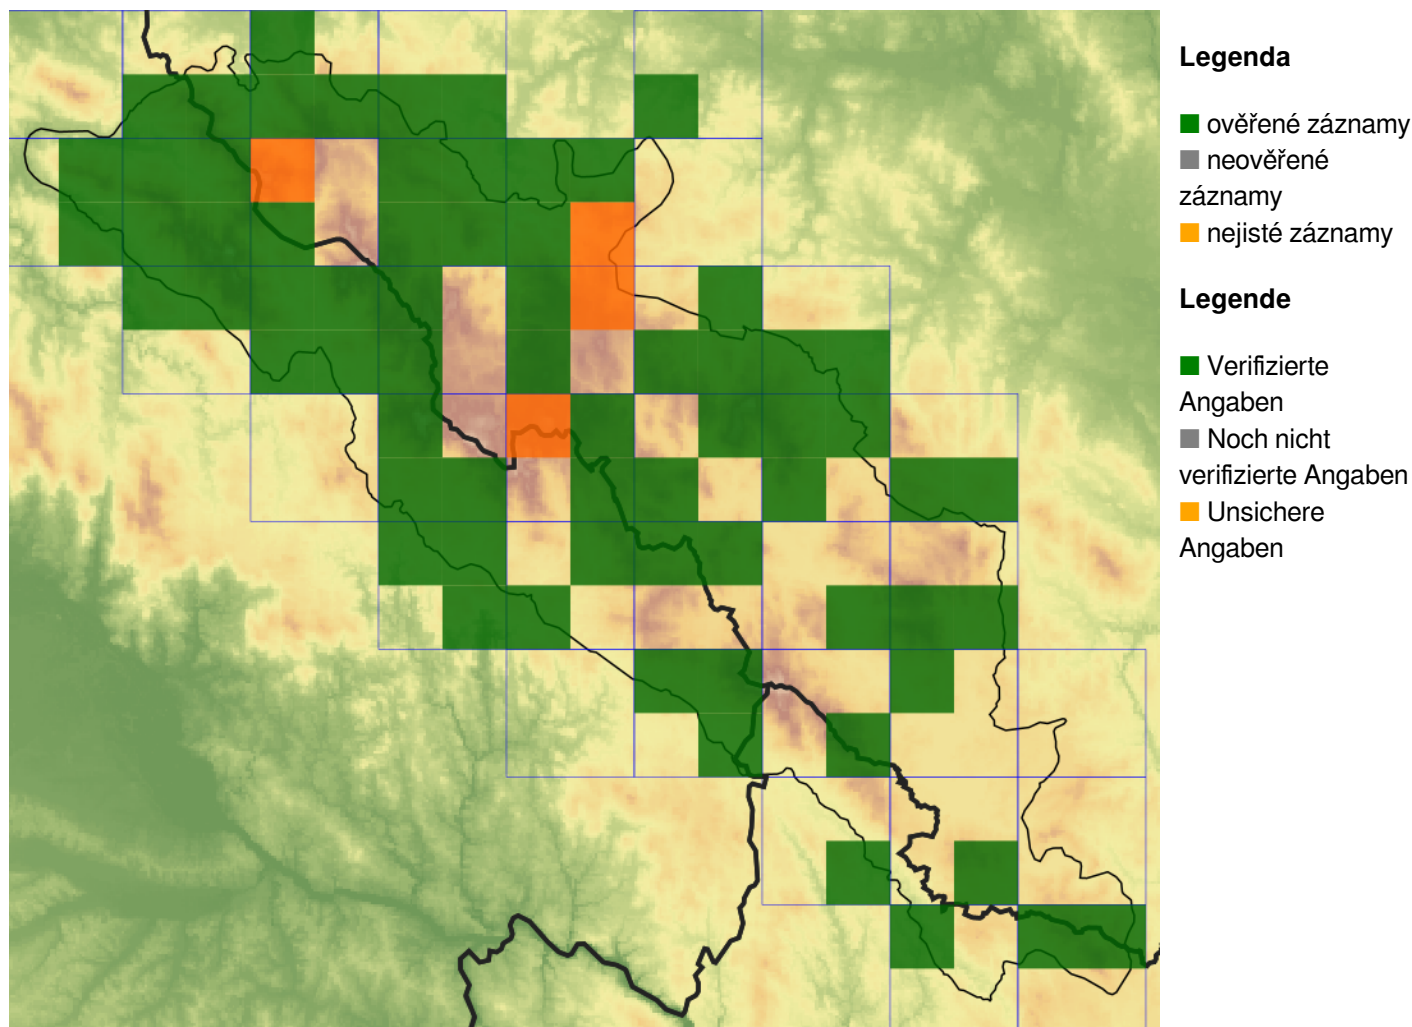 Legenda
ověřené záznamy
neověřené
záznamy
nejisté záznamy
Legende
Verifizierte
Angaben
Noch nicht
verifizierte Angaben
Unsichere
Angaben